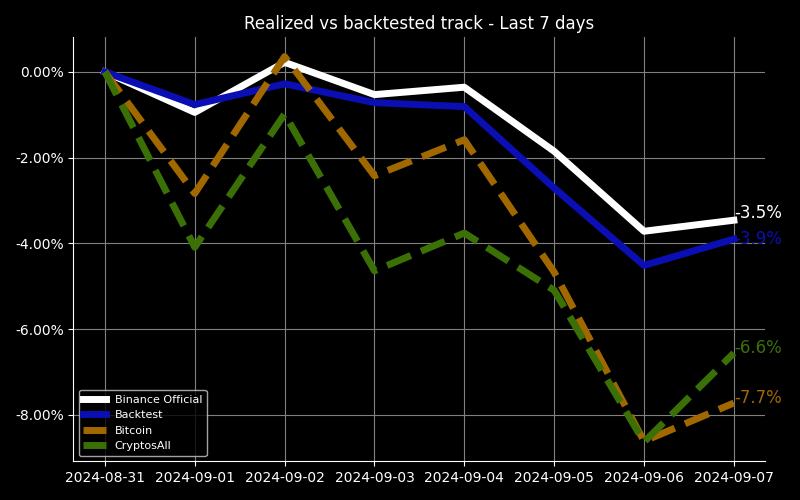 Realized vs backtested track - Last 7 days
0.00%
-2.00%
-4.00%
-6.00%
-8.00%
-3.5%
-3.9%
-6.6%
-7.7%
Binance Official
Backtest
Bitcoin
CryptosAll
2024-08-31 2024-09-01 2024-09-02 2024-09-03 2024-09-04 2024-09-05 2024-09-06 2024-09-07